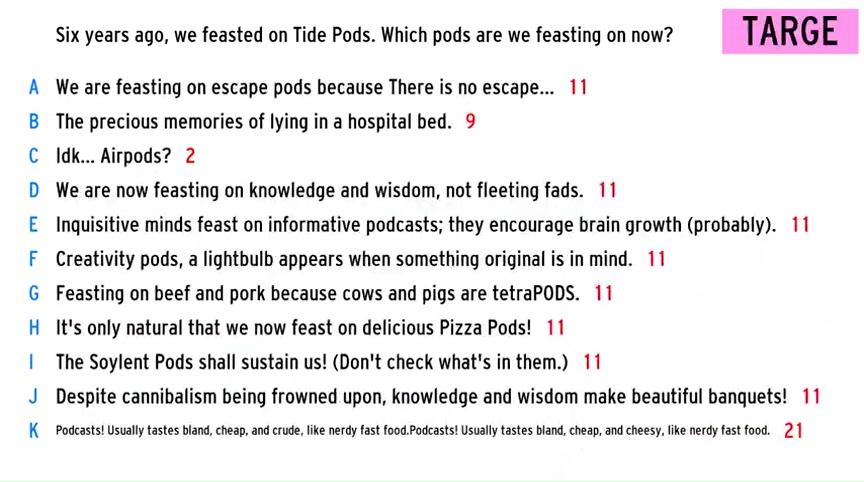 Six years ago, we feasted on Tide Pods. Which pods are we feasting on now?
TARGE
A We are feasting on escape pods because There is no escape... 11
B The precious memories of lying in a hospital bed. 9
C Idk... Airpods? 2
D We are now feasting on knowledge and wisdom, not fleeting fads. 11
E Inquisitive minds feast on informative podcasts; they encourage brain growth (probably). 11
F Creativity pods, a lightbulb appears when something original is in mind. 11
G Feasting on beef and pork because cows and pigs are tetraPODS. 11
H It's only natural that we now feast on delicious Pizza Pods! 11
I The Soylent Pods shall sustain us! (Don't check what's in them.) 11
J Despite cannibalism being frowned upon, knowledge and wisdom make beautiful banquets! 11
K Podcasts! Usually tastes bland, cheap, and crude, like nerdy fast food.Podcasts! Usually tastes bland, cheap, and cheesy, like nerdy fast food. 21